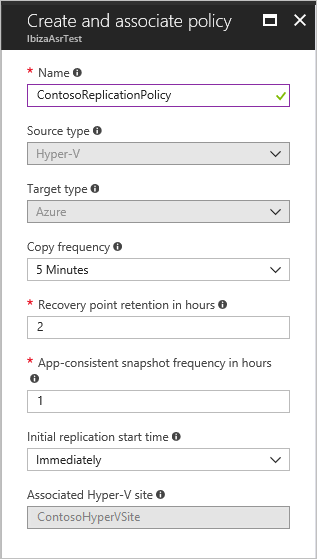 Create and associate policy
IbizaAsrTest
* Name
ContosoReplicationPolicy
Source type
Hyper-V
Target type
Azure
Copy frequency
5 Minutes
* Recovery point retention in hours
2
* App-consistent snapshot frequency in hours
1
Initial replication start time
Immediately
Associated Hyper-V site
ContosoHyperVSite